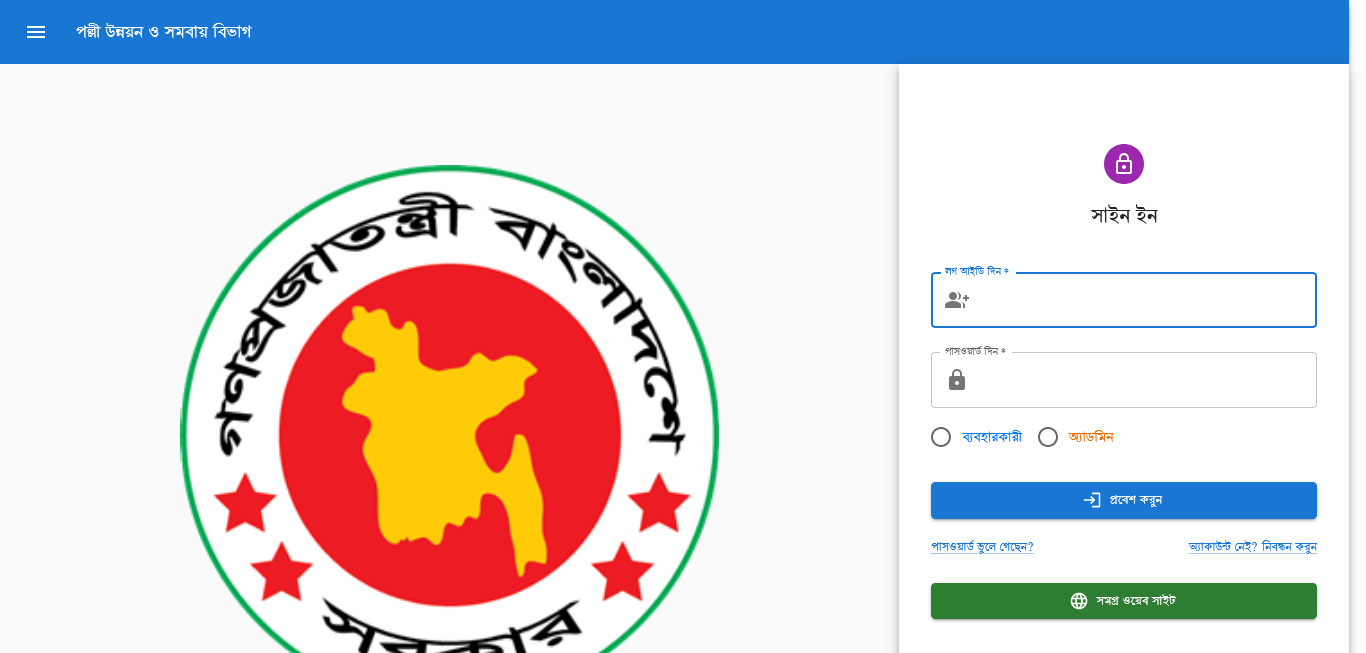 পল্লী উন্নয়ন ও সমবায় বিভাগ
গণপ্রজাতন্ত্রী বাংলাদেশ
সরকার
সাইন ইন
লগ আইডি দিন *
পাসওয়ার্ড দিন *
ব্যবহারকারী অ্যাডমিন
প্রবেশ করুন
পাসওয়ার্ড ভুলে গেছেন? অ্যাকাউন্ট নেই? নিবন্ধন করুন
সমগ্র ওয়েব সাইট